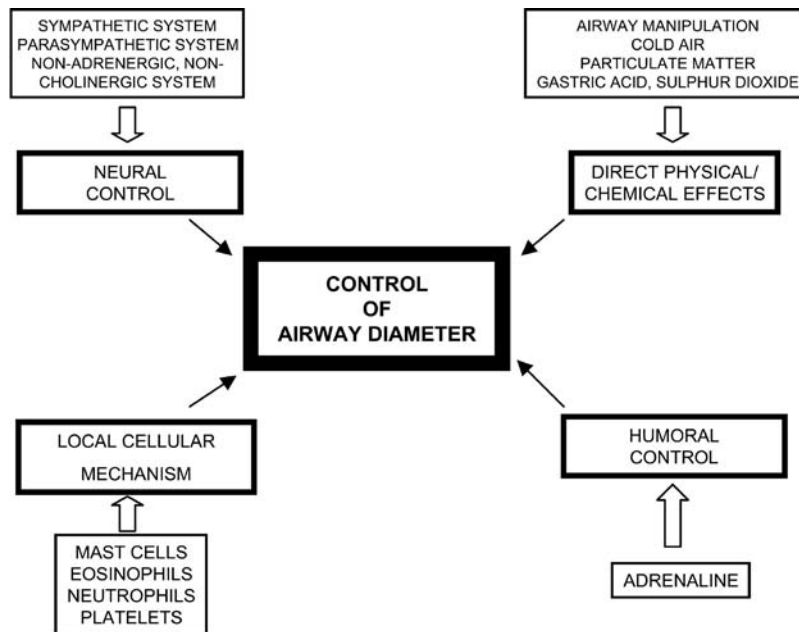 SYMPATHETIC SYSTEM
PARASYMPATHETIC SYSTEM
NON-ADRENERGIC, NON-
CHOLINERGIC SYSTEM
AIRWAY MANIPULATION
COLD AIR
PARTICULATE MATTER
GASTRIC ACID, SULPHUR DIOXIDE
NEURAL
CONTROL
DIRECT PHYSICAL/
CHEMICAL EFFECTS
CONTROL
OF
AIRWAY DIAMETER
LOCAL CELLULAR
MECHANISM
HUMORAL
CONTROL
MAST CELLS
EOSINOPHILS
NEUTROPHILS
PLATELETS
ADRENALINE